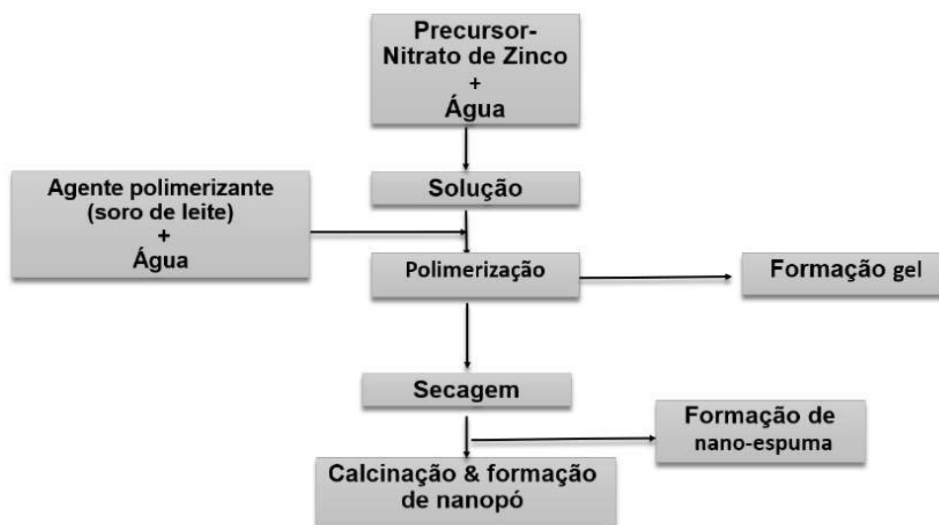 Precursor-
Nitrato de Zinco
+
Água
Solução
Agente polimerizante
(soro de leite)
+
Água
Polimerização
Formação gel
Secagem
Formação de
nano-espuma
Calcinação & formação
de nanopó